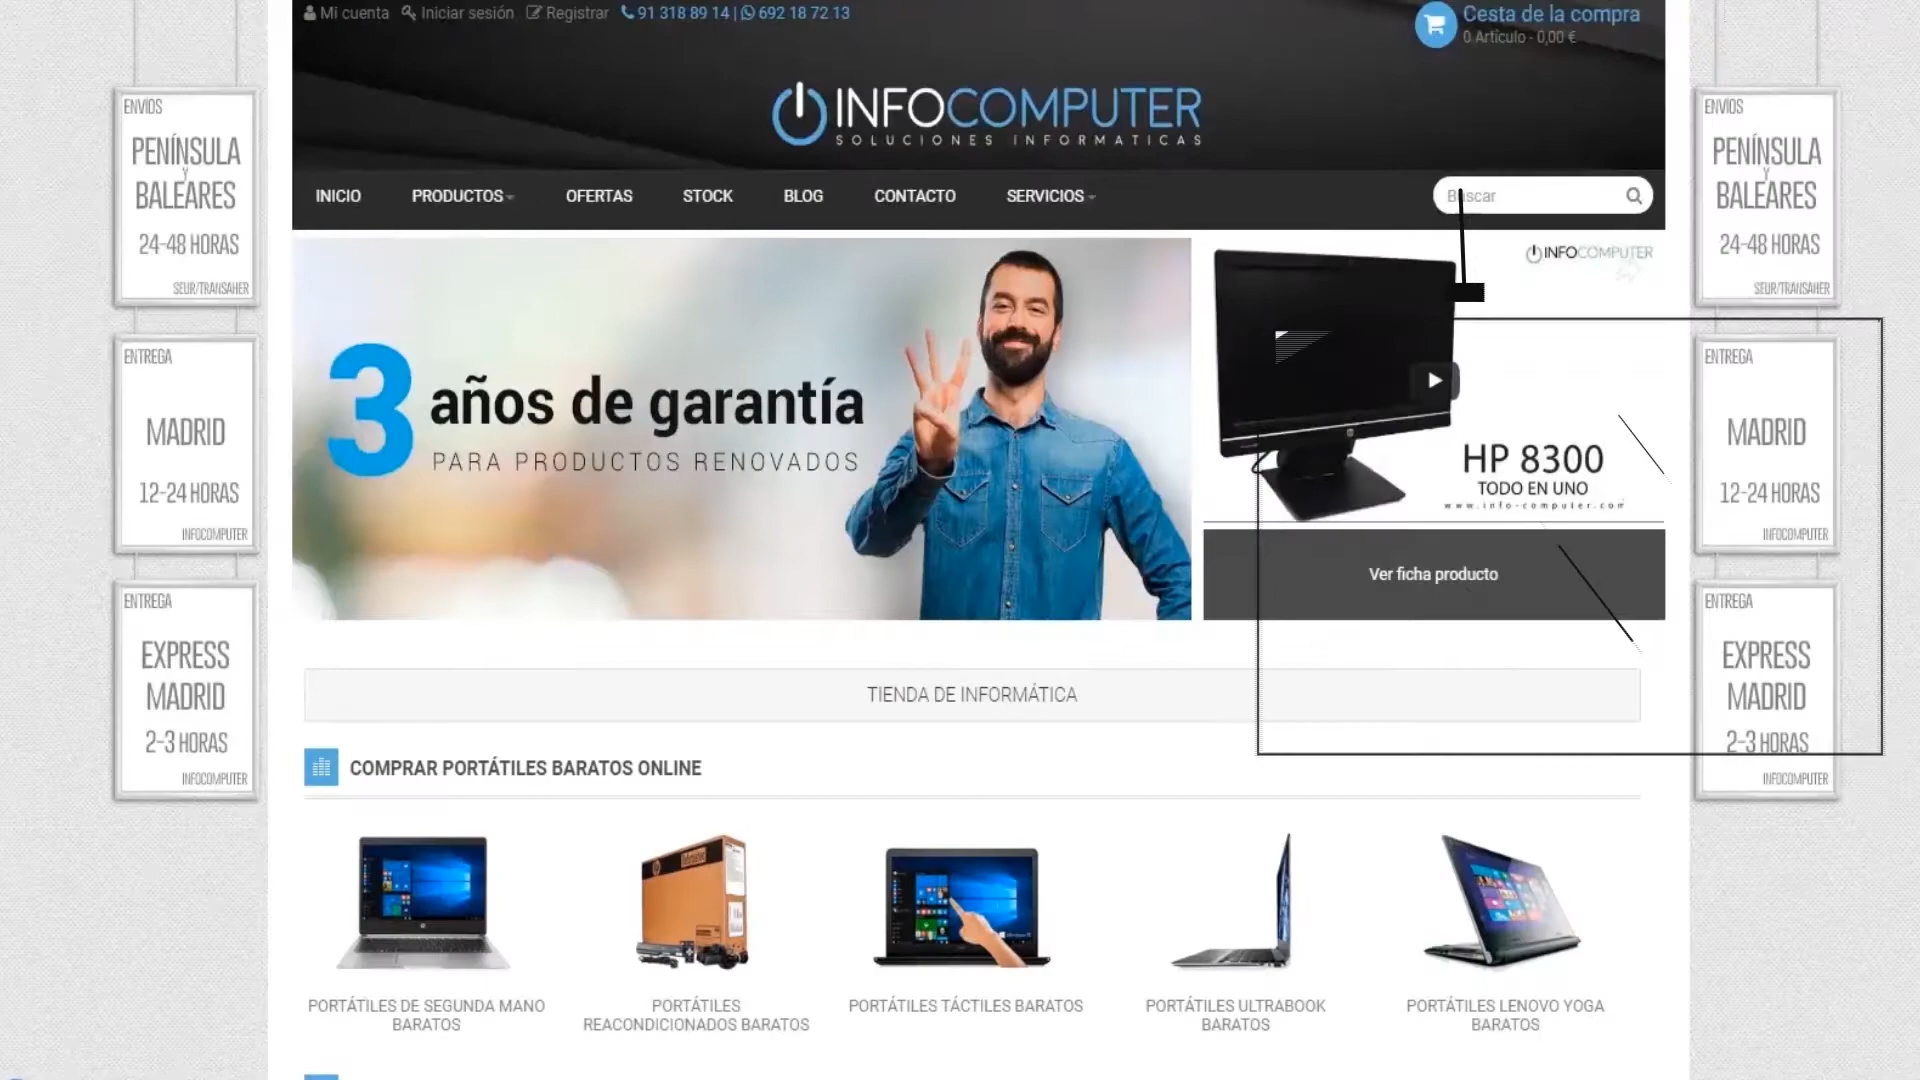 Mi cuenta Iniciar sesión Registrar 91 318 89 14 | 692 18 72 13
Cesta de la compra
0 Artículo - 0,00 €
INFOCOMPUTER
SOLUCIONES INFORMATICAS
INICIO PRODUCTOS OFERTAS STOCK BLOG CONTACTO SERVICIOS
Buscar
ENVÍOS
PENÍNSULA
Y
BALEARES
24-48 HORAS
SEUR/TRANSAHER
ENTREGA
MADRID
12-24 HORAS
INFOCOMPUTER
ENTREGA
EXPRESS
MADRID
2-3 HORAS
INFOCOMPUTER
3 años de garantía
PARA PRODUCTOS RENOVADOS
INFOCOMPUTER
HP 8300
TODO EN UNO
www.info-computer.com
Ver ficha producto
ENVÍOS
PENÍNSULA
Y
BALEARES
24-48 HORAS
SEUR/TRANSAHER
ENTREGA
MADRID
12-24 HORAS
INFOCOMPUTER
ENTREGA
EXPRESS
MADRID
2-3 HORAS
INFOCOMPUTER
TIENDA DE INFORMÁTICA
COMPRAR PORTÁTILES BARATOS ONLINE
PORTÁTILES DE SEGUNDA MANO
BARATOS
PORTÁTILES
REACONDICIONADOS BARATOS
PORTÁTILES TÁCTILES BARATOS
PORTÁTILES ULTRABOOK
BARATOS
PORTÁTILES LENOVO YOGA
BARATOS